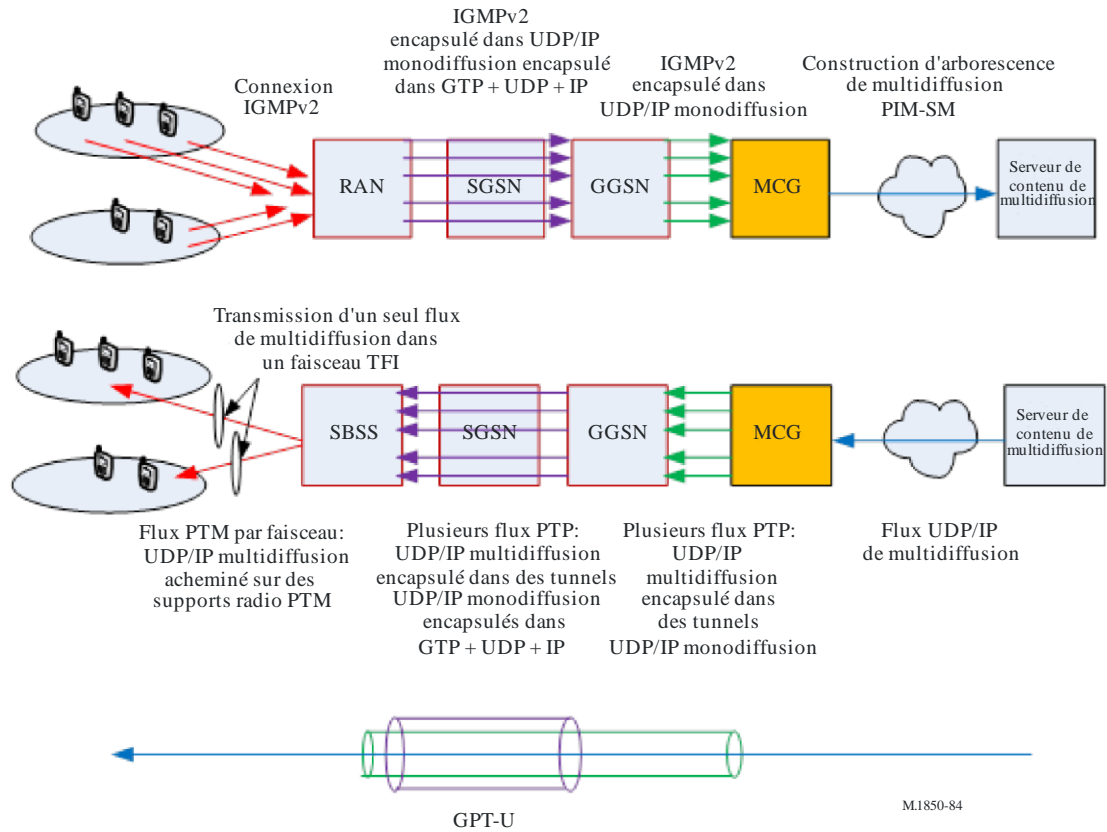 IGMPv2
encapsulé dans UDP/IP
monodiffusion encapsulé
dans GTP + UDP + IP
Connexion
IGMPv2
IGMPv2
encapsulé dans
UDP/IP monodiffusion
Construction d'arborescence
de multidiffusion
PIM-SM
RAN
SGSN
GGSN
MCG
Serveur de
contenu de
multidiffusion
Transmission d'un seul flux
de multidiffusion dans
un faisceau TFI
SBSS
SGSN
GGSN
MCG
Serveur de
contenu de
multidiffusion
Flux PTM par faisceau:
UDP/IP multidiffusion
acheminé sur des
supports radio PTM
Plusieurs flux PTP:
UDP/IP multidiffusion
encapsulé dans des tunnels
UDP/IP monodiffusion
encapsulés dans
GTP + UDP + IP
Plusieurs flux PTP:
UDP/IP
multidiffusion
encapsulé dans
des tunnels
UDP/IP monodiffusion
Flux UDP/IP
de multidiffusion
GPT-U
M.1850-84